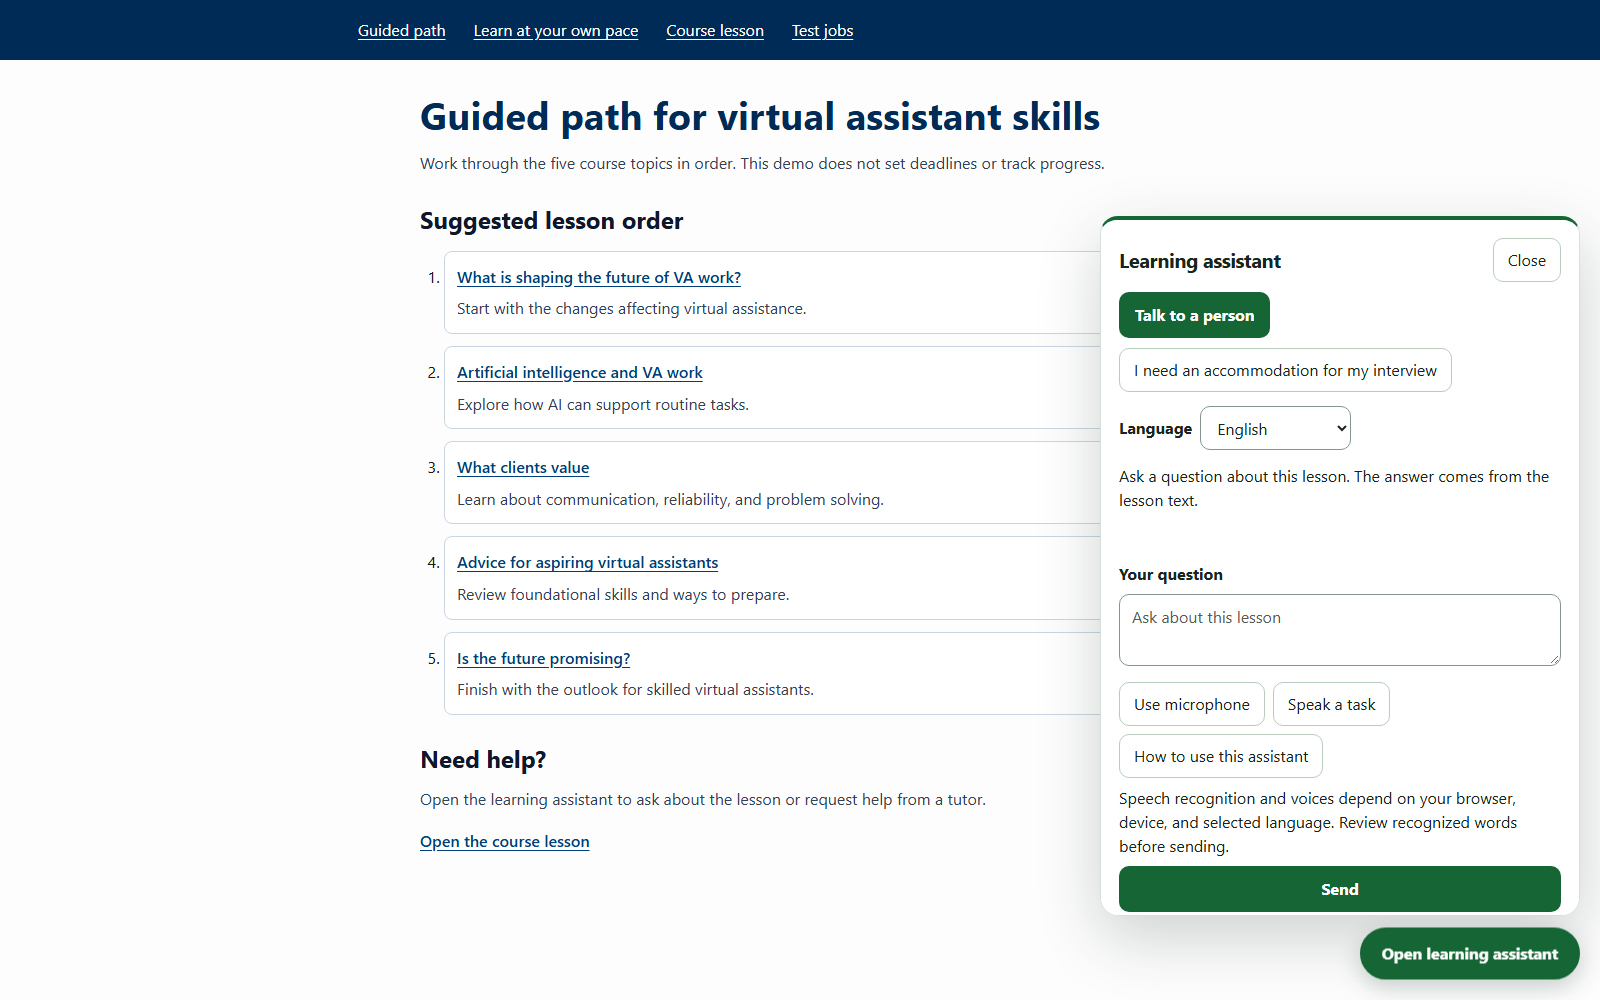 Guided path
Learn at your own pace
Course lesson
Test jobs
Guided path for virtual assistant skills
Work through the five course topics in order. This demo does not set deadlines or track progress.
Suggested lesson order
1. What is shaping the future of VA work?
Start with the changes affecting virtual assistance.
2. Artificial intelligence and VA work
Explore how AI can support routine tasks.
3. What clients value
Learn about communication, reliability, and problem solving.
4. Advice for aspiring virtual assistants
Review foundational skills and ways to prepare.
5. Is the future promising?
Finish with the outlook for skilled virtual assistants.
Need help?
Open the learning assistant to ask about the lesson or request help from a tutor.
Open the course lesson
Learning assistant
Close
Talk to a person
I need an accommodation for my interview
Language
English
Ask a question about this lesson. The answer comes from the
lesson text.
Your question
Ask about this lesson
Use microphone
Speak a task
How to use this assistant
Speech recognition and voices depend on your browser,
device, and selected language. Review recognized words
before sending.
Send
Open learning assistant